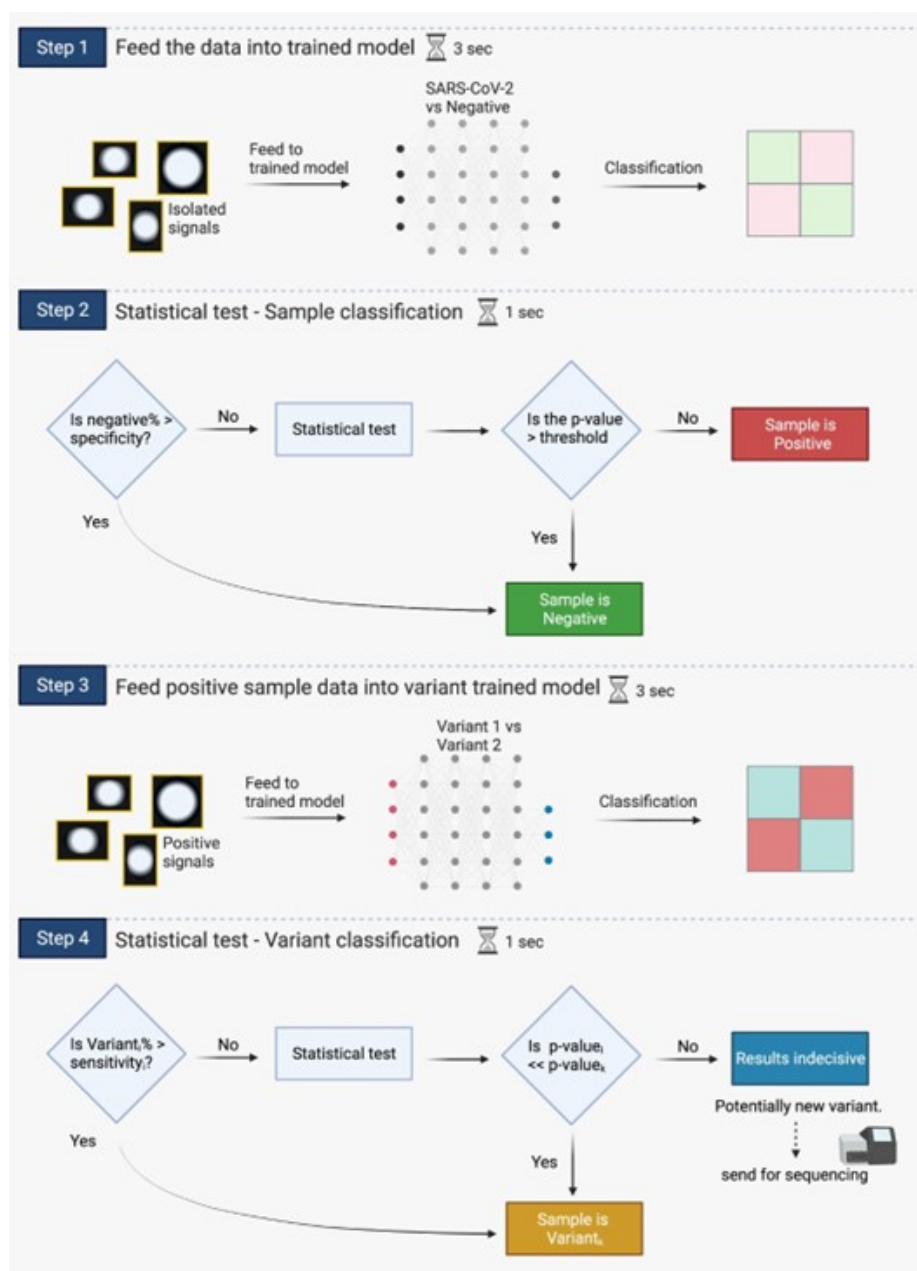 Step 1 Feed the data into trained model 3 sec
SARS-CoV-2
vs Negative
Feed to
trained model
Classification
Isolated
signals
Step 2 Statistical test - Sample classification 1 sec
Is negative% >
specificity?
No
Statistical test
Is the p-value
> threshold
No
Sample is
Positive
Yes
Yes
Sample is
Negative
Step 3 Feed positive sample data into variant trained model 3 sec
Variant 1 vs
Variant 2
Feed to
trained model
Classification
Positive
signals
Step 4 Statistical test - Variant classification 1 sec
Is Variantᵢ% >
sensitivityᵢ?
No
Statistical test
Is p-valueᵢ
<< p-valueₖ
No
Results indecisive
Potentially new variant.
send for sequencing
Yes
Yes
Sample is
Variantₖ